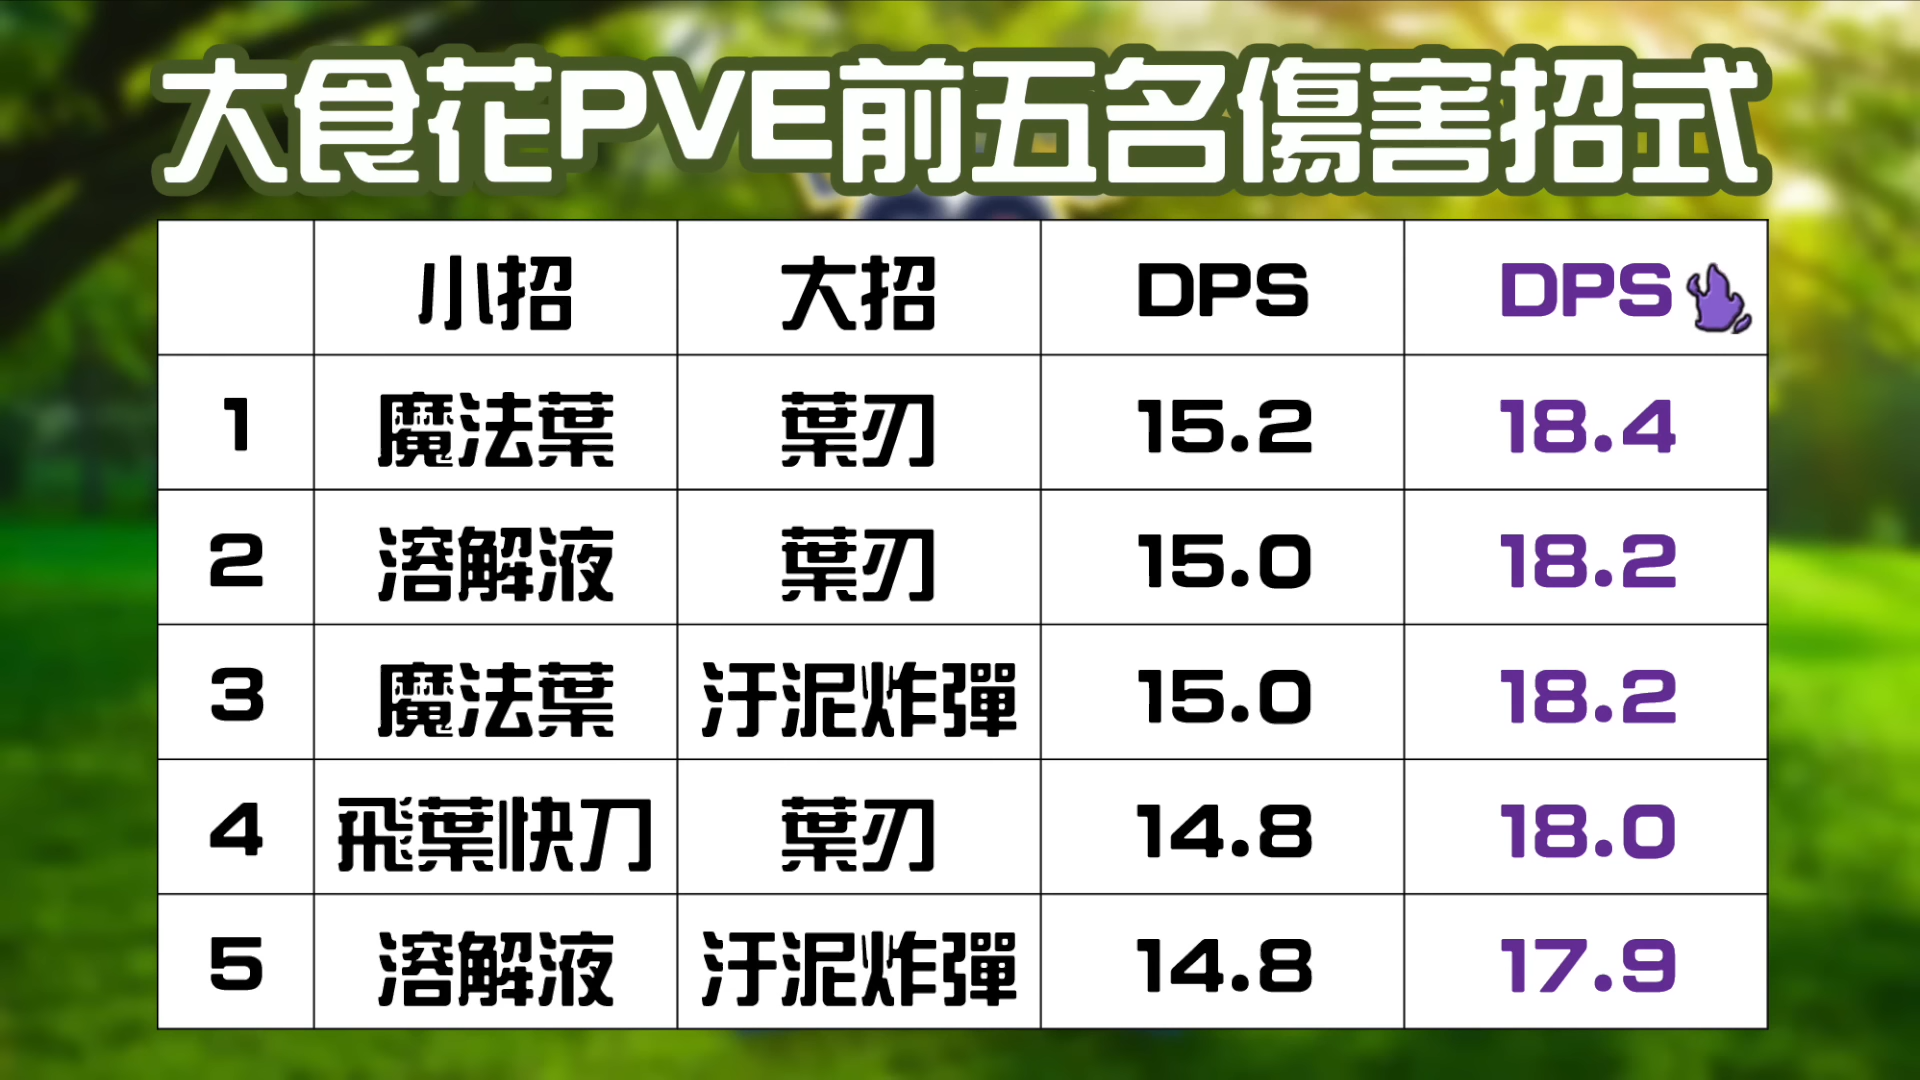 大食花PVE前五名傷害招式
小招 大招 DPS DPS
1 魔法葉 葉刃 15.2 18.4
2 溶解液 葉刃 15.0 18.2
3 魔法葉 汙泥炸彈 15.0 18.2
4 飛葉快刀 葉刃 14.8 18.0
5 溶解液 汙泥炸彈 14.8 17.9